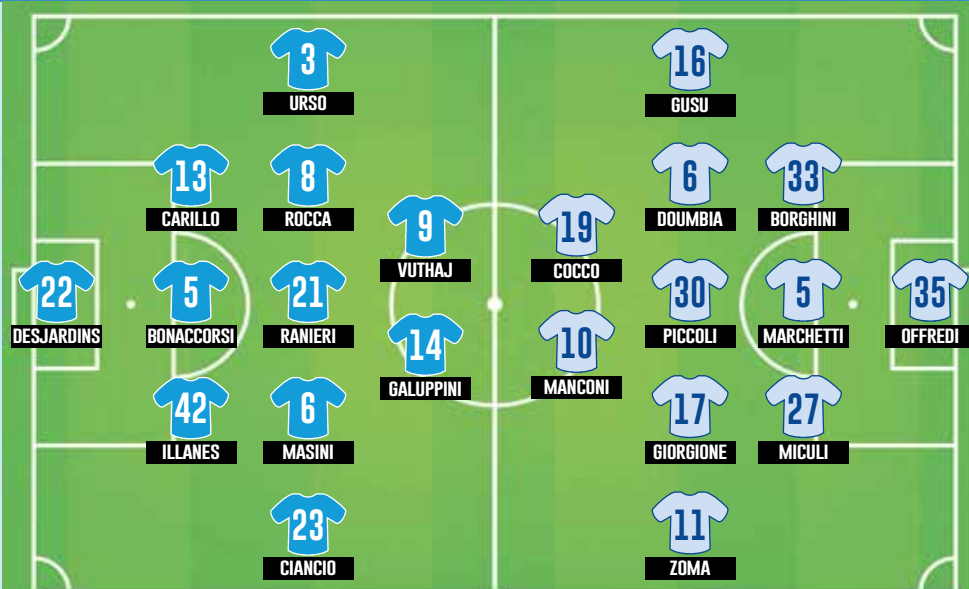 3
URSO
16
GUSU
13
CARILLO
8
ROCCA
6
DOUMBIA
33
BORGHINI
9
VUTHAJ
19
COCCO
22
DESJARDINS
5
BONACCORSI
21
RANIERI
30
PICCOLI
5
MARCHETTI
35
OFFREDI
14
GALUPPINI
10
MANCONI
42
ILLANES
6
MASINI
17
GIORGIONE
27
MICULI
23
CIANCIO
11
ZOMA